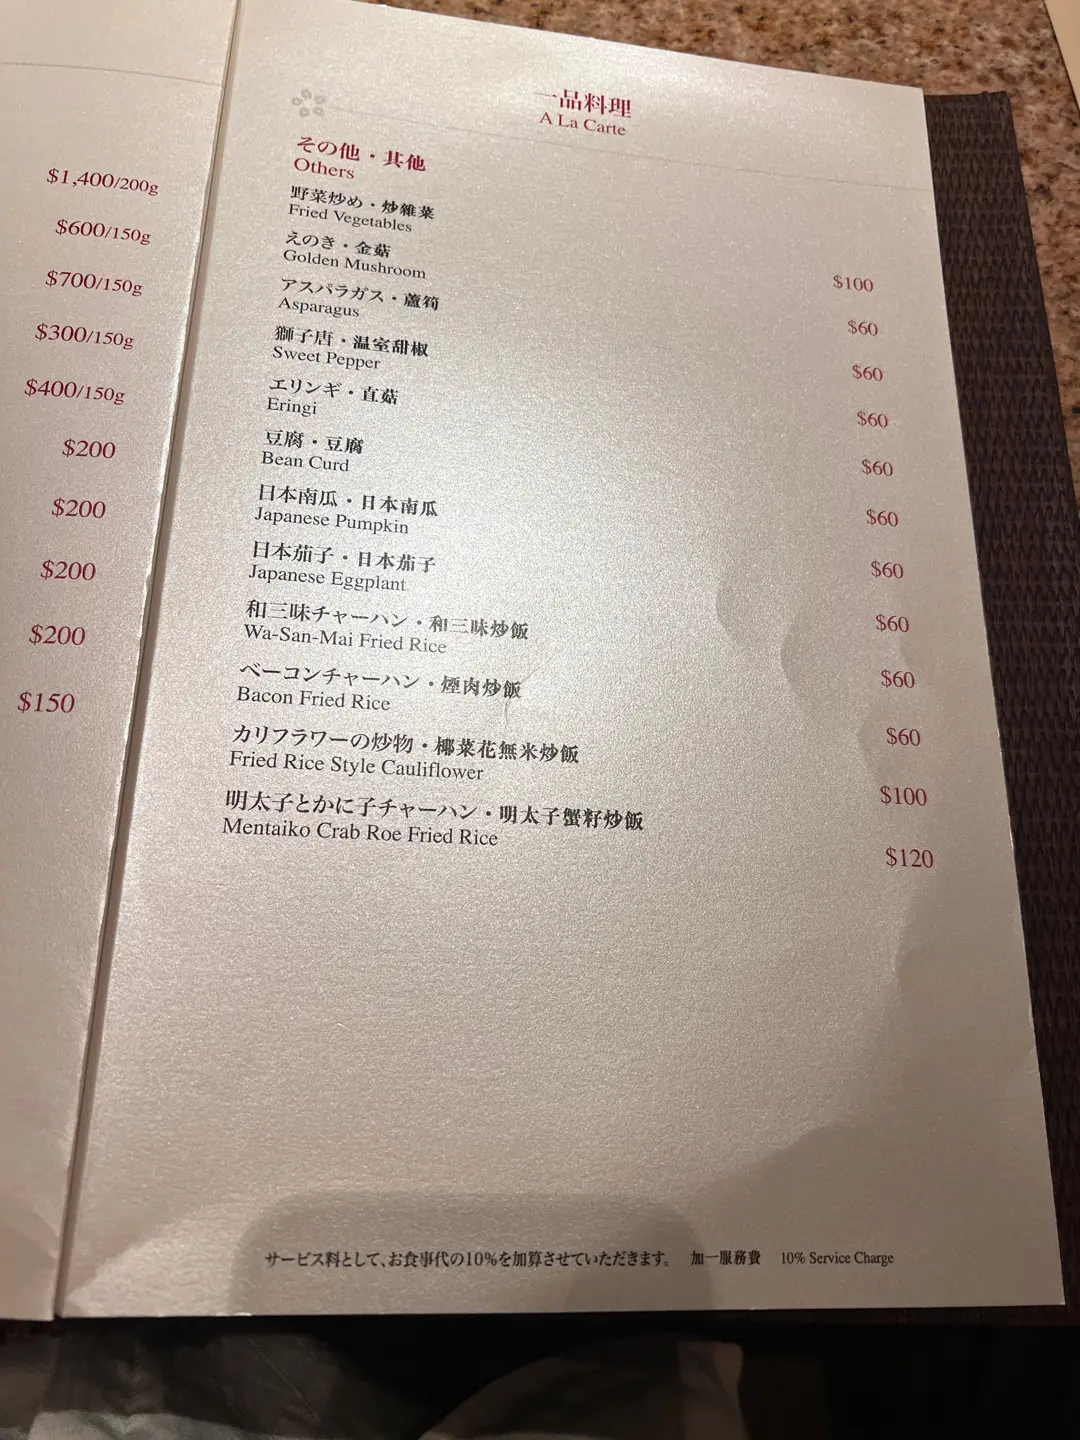 $1,400/200g
$600/150g
$700/150g
$300/150g
$400/150g
$200
$200
$200
$200
$150
一品料理
A La Carte
その他・其他
Others
野菜炒め・炒雜菜
Fried Vegetables
$100
えのき・金菇
Golden Mushroom
$60
アスパラガス・蘆筍
Asparagus
$60
獅子唐・温室甜椒
Sweet Pepper
$60
エリンギ・直菇
Eringi
$60
豆腐・豆腐
Bean Curd
$60
日本南瓜・日本南瓜
Japanese Pumpkin
$60
日本茄子・日本茄子
Japanese Eggplant
$60
和三昧チャーハン・和三昧炒飯
Wa-San-Mai Fried Rice
$60
ベーコンチャーハン・煙肉炒飯
Bacon Fried Rice
$60
カリフラワーの炒物・椰菜花無米炒飯
Fried Rice Style Cauliflower
$100
明太子とかに子チャーハン・明太子蟹籽炒飯
Mentaiko Crab Roe Fried Rice
$120
サービス料として、お食事代の10%を加算させていただきます。 加一服務費 10% Service Charge